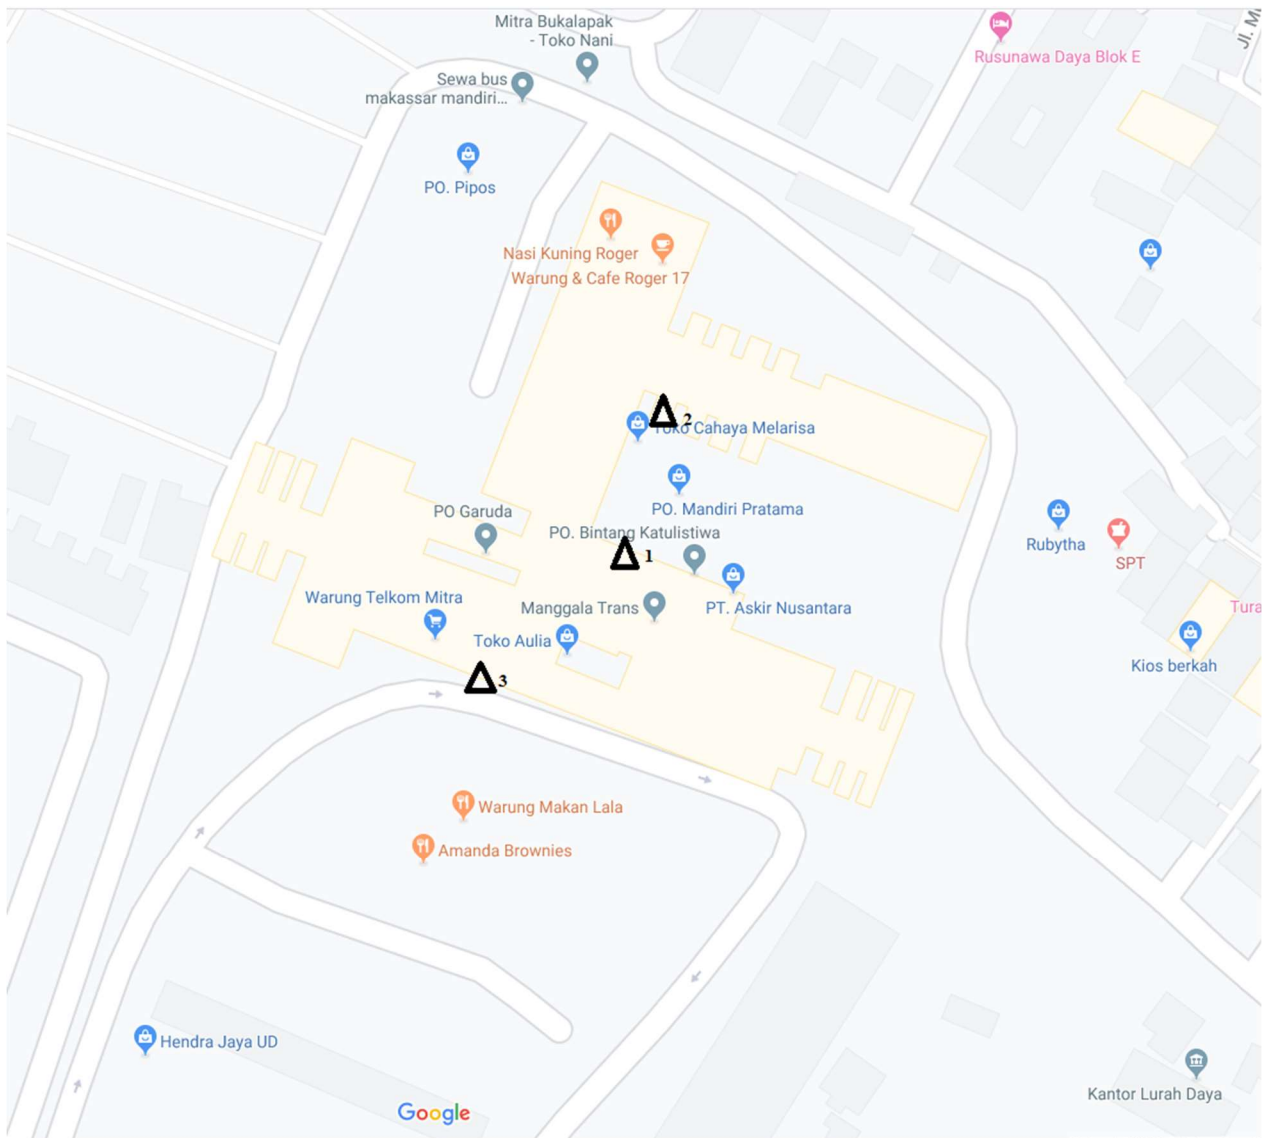 Mitra Bukalapak
- Toko Nani
Sewa bus
makassar mandiri...
Rusunawa Daya Blok E
PO. Pipos
Nasi Kuning Roger
Warung & Cafe Roger 17
2
Toko Cahaya Melarisa
PO. Mandiri Pratama
PO Garuda
PO. Bintang Katulistiwa
1
Rubytha
SPT
Warung Telkom Mitra
Manggala Trans
PT. Askir Nusantara
Tura
Toko Aulia
Kios berkah
3
Warung Makan Lala
Amanda Brownies
Hendra Jaya UD
Kantor Lurah Daya
Google